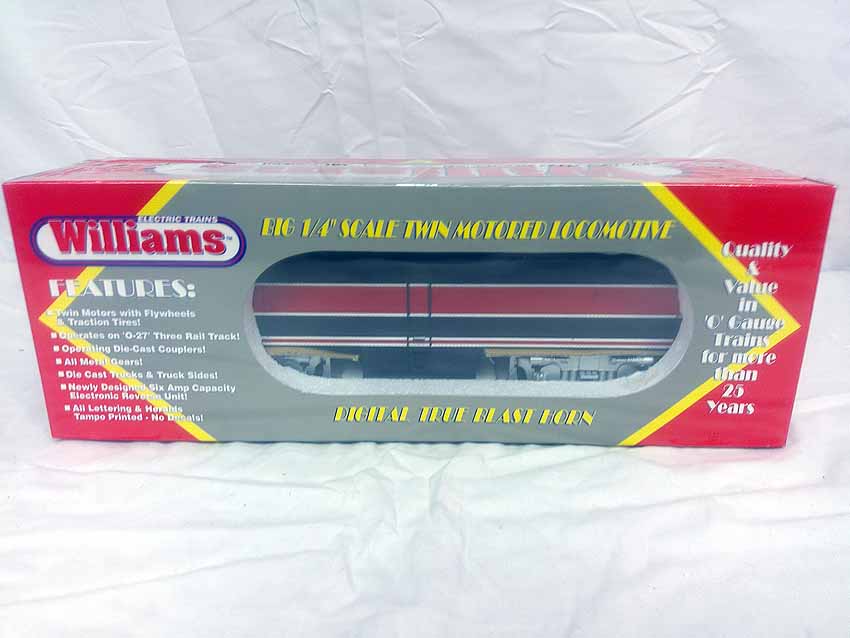 ELECTRIC TRAINS
Williams
TM
FEATURES:
Twin Motors with Flywheels
& Traction Tires!
Operates on 'O-27' Three Rail Track!
Operating Die-Cast Couplers!
All Metal Gears!
Die Cast Trucks & Truck Sides!
Newly Designed Six Amp Capacity
Electronic Reverse Unit!
All Lettering & Heralds
Tampo Printed - No Decals!
BIG 1/4" SCALE TWIN MOTORED LOCOMOTIVE
DIGITAL TRUE BLAST HORN
Quality
&
Value
in
'O' Gauge
Trains
for more
than
25
Years